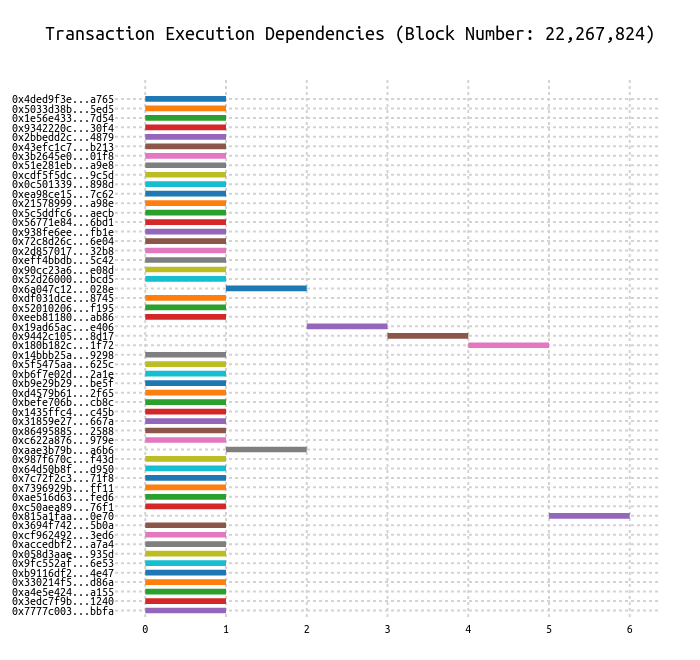 Transaction Execution Dependencies (Block Number: 22,267,824)
0x4ded9f3e...a765
0x5033d38b...5ed5
0x1e56e433...7d54
0x9342220c...30f4
0x2bbedd2c...4879
0x43efc1c7...b213
0x3b2645e0...01f8
0x51e281eb...a9e8
0xcdf5f5dc...9c5d
0x0c501339...898d
0xea98ce15...7c62
0x21578999...a98e
0x5c5ddfc6...aecb
0x56771e84...6bd1
0x938fe6ee...fb1e
0x72c8d26c...6e04
0x2d857017...32b8
0xeff4bbdb...5c42
0x90cc23a6...e08d
0x52d26000...bcd5
0x6a047c12...028e
0xdf031dce...8745
0x52010206...f195
0xeeb81180...ab86
0x19ad65ac...e406
0x9442c105...8d17
0x180b182c...1f72
0x14bbb25a...9298
0x5f5475aa...625c
0xb6f7e02d...2a1e
0xb9e29b29...be5f
0xd4579b61...2f65
0xbefe706b...cb8c
0x1435ffc4...c45b
0x31859e27...667a
0x86495885...2588
0xc622a876...979e
0xaae3b79b...a6b6
0x987f670c...f43d
0x64d50b8f...d950
0x7c72f2c3...71f8
0x7396929b...ff11
0xae516d63...fed6
0xc50aea89...76f1
0x815a1faa...0e70
0x3694f742...5b0a
0xcf962492...3ed6
0xaccedbf2...a7a4
0x058d3aae...935d
0x9fc552af...6e53
0xb9116df2...4e47
0x330214f5...d86a
0xa4e5e424...a155
0x3edc7f9b...1240
0x7777c003...bbfa
0 1 2 3 4 5 6